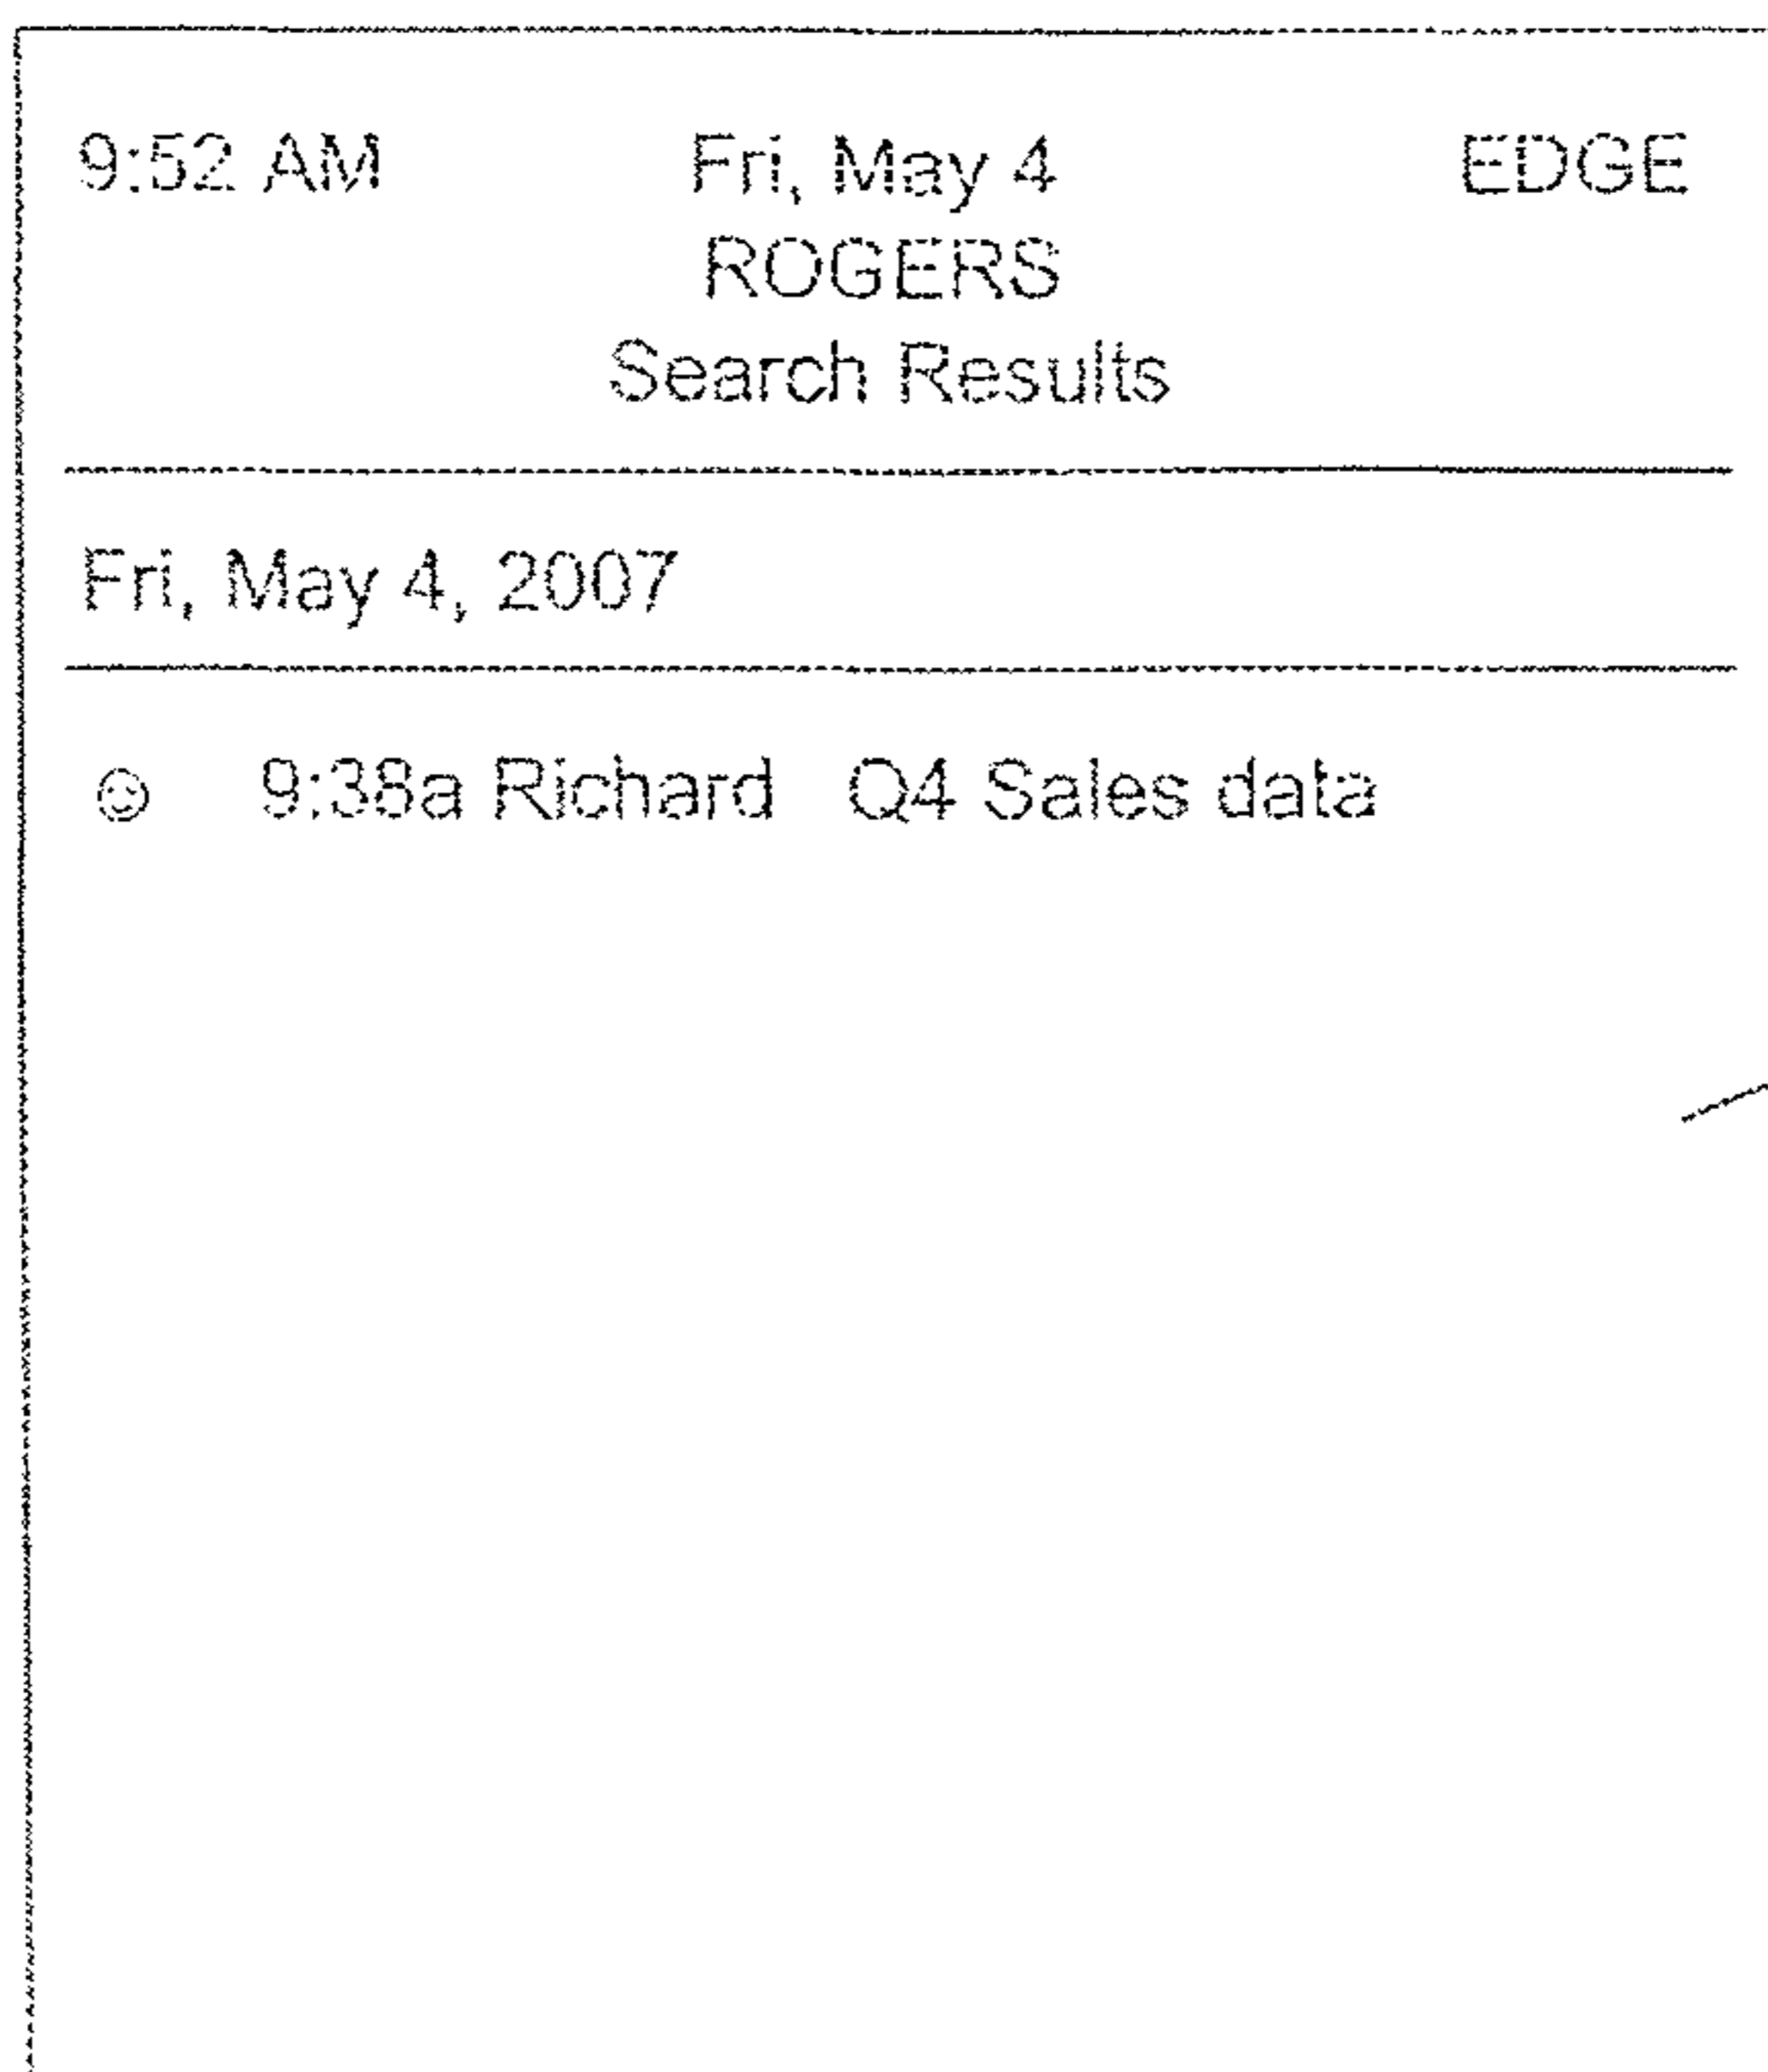 9:52 AM Fri, May 4 EDGE
ROGERS
Search Results
Fri, May 4, 2007
☺ 9:38a Richard Q4 Sales data